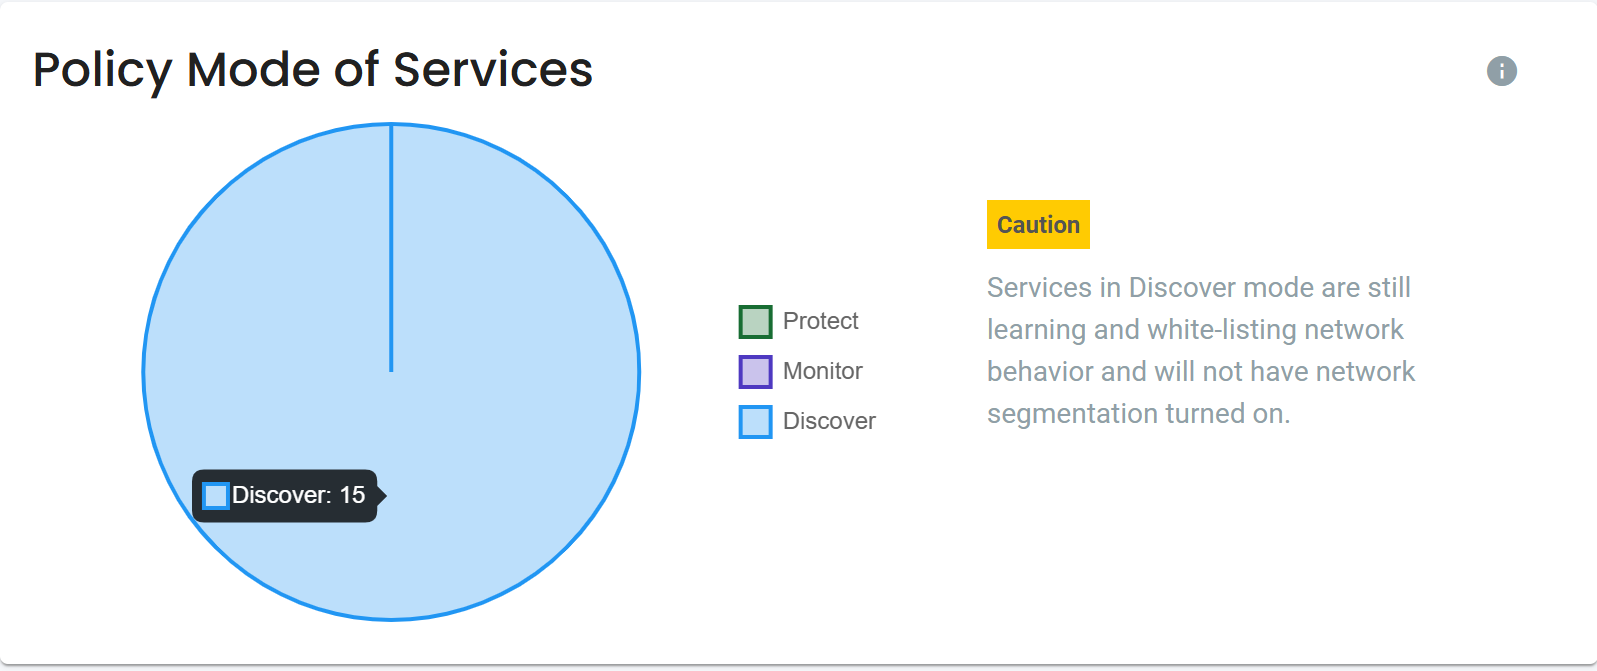 Policy Mode of Services
Caution
Services in Discover mode are still
learning and white-listing network
behavior and will not have network
segmentation turned on.
Protect
Monitor
Discover
Discover: 15